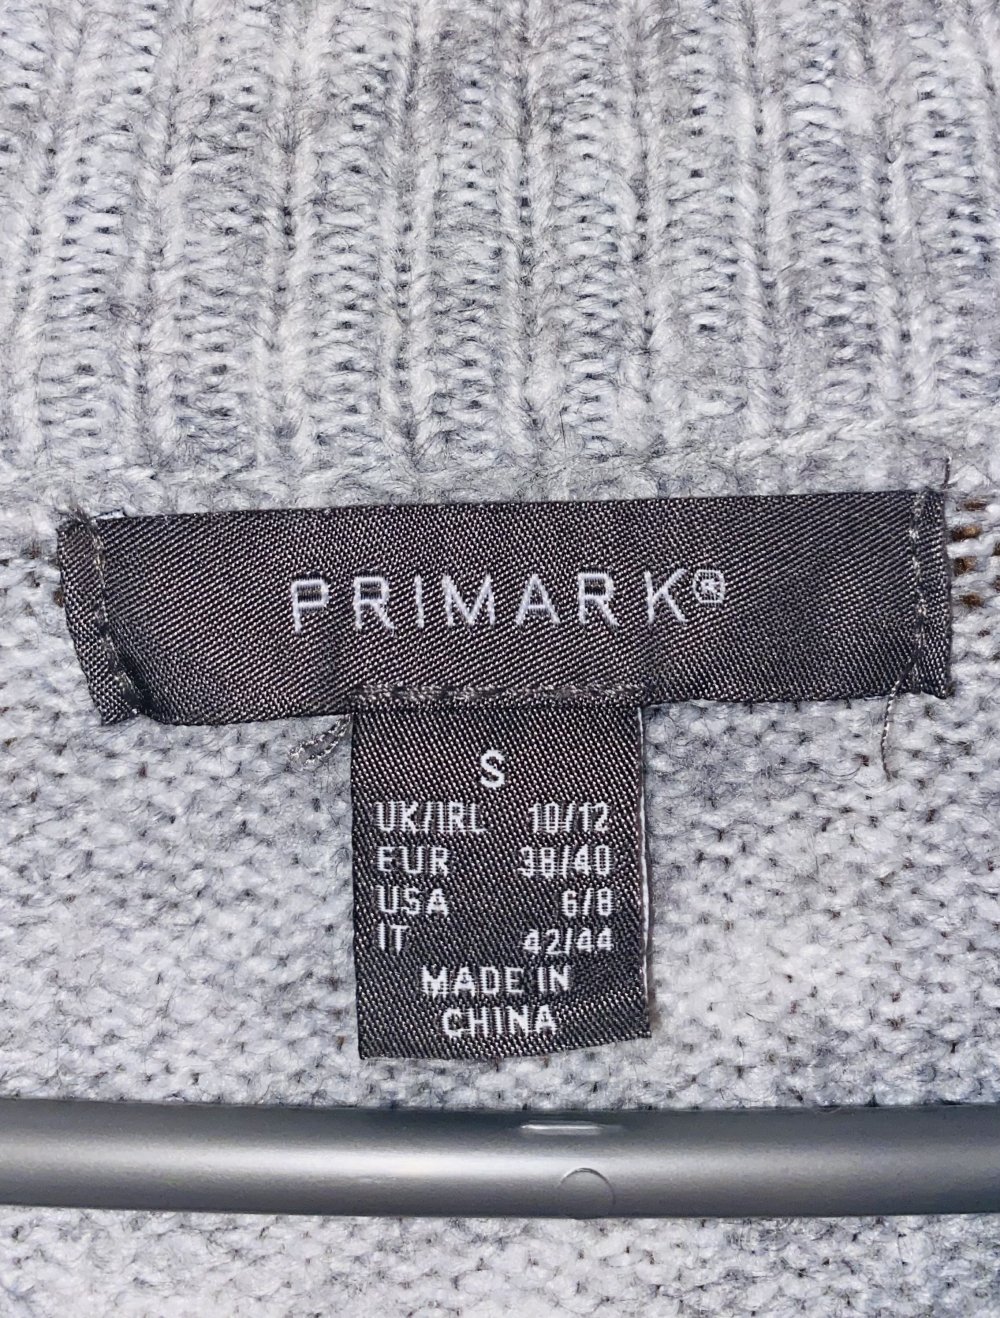 PRIMARK®
S
UK/IRL 10/12
EUR 38/40
USA 6/8
IT 42/44
MADE IN
CHINA